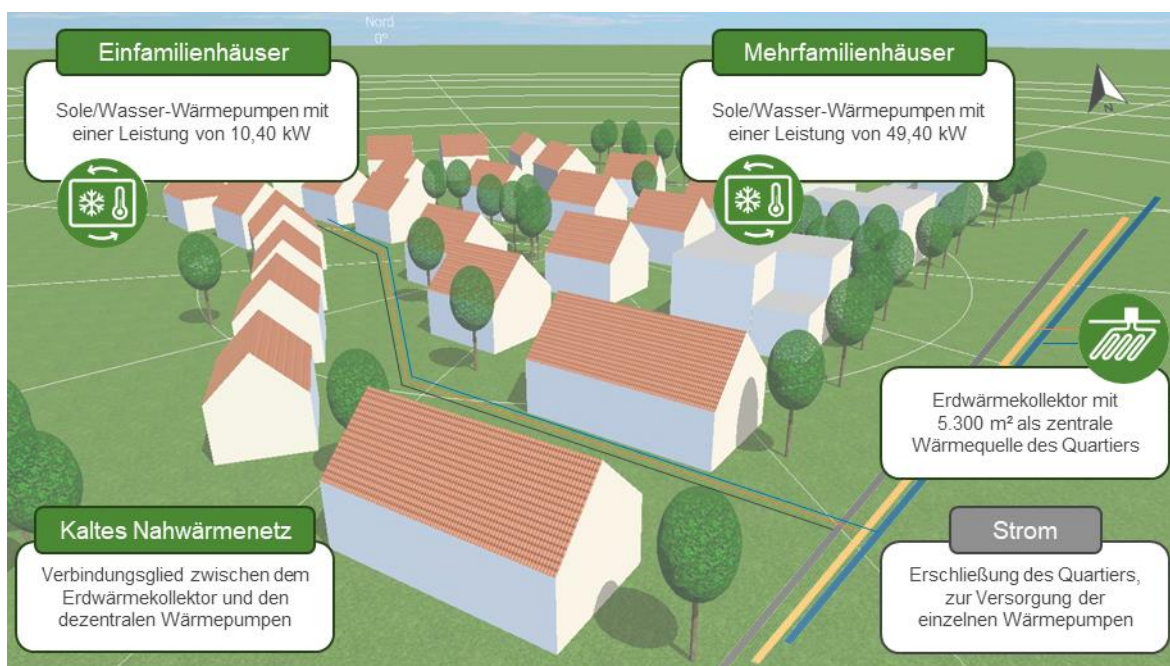 Nord
0°
Einfamilienhäuser
Sole/Wasser-Wärmepumpen mit
einer Leistung von 10,40 kW
Mehrfamilienhäuser
Sole/Wasser-Wärmepumpen mit
einer Leistung von 49,40 kW
N
Erdwärmekollektor mit
5.300 m² als zentrale
Wärmequelle des Quartiers
Kaltes Nahwärmenetz
Verbindungsglied zwischen dem
Erdwärmekollektor und den
dezentralen Wärmepumpen
Strom
Erschließung des Quartiers,
zur Versorgung der
einzelnen Wärmepumpen